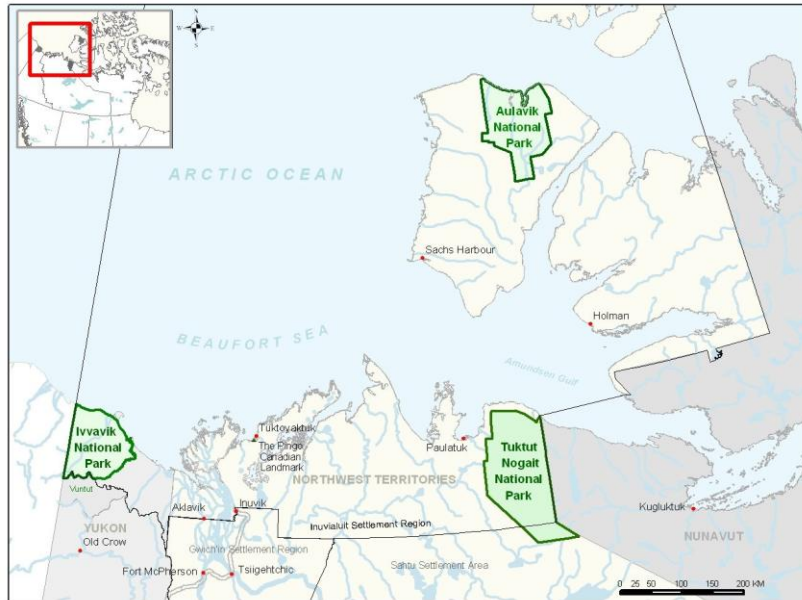 W E
N
S
Aulavik
National
Park
ARCTIC OCEAN
Sachs Harbour
Holman
BEAUFORT SEA
Amundsen Gulf
Ivvavik
National
Park
Vuntut
Tuktoyaktuk
The Pingo
Canadian
Landmark
Paulatuk
Tuktut
Nogait
National
Park
NORTHWEST TERRITORIES
Aklavik
Inuvik
Kugluktuk
Inuvialuit Settlement Region
YUKON
Old Crow
Gwich'in Settlement Region
NUNAVUT
Fort McPherson
Tsiigehtchic
Sahtu Settlement Area
0 25 50 100 150 200 KM